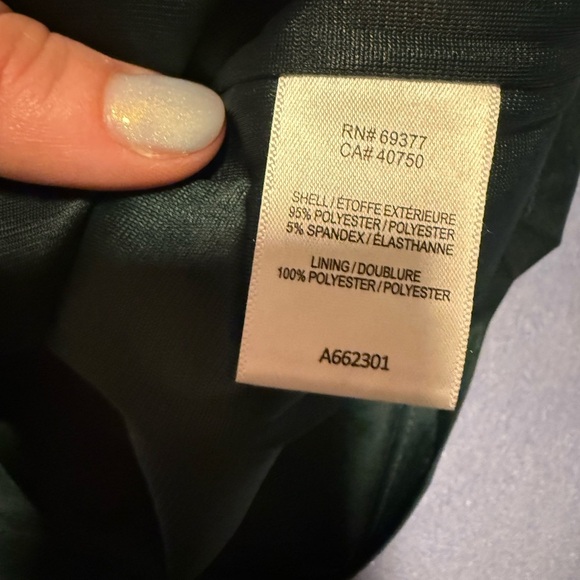 RN# 69377
CA# 40750
SHELL / ÉTOFFE EXTÉRIEURE
95% POLYESTER / POLYESTER
5% SPANDEX / ÉLASTHANNE
LINING / DOUBLURE
100% POLYESTER / POLYESTER
A662301